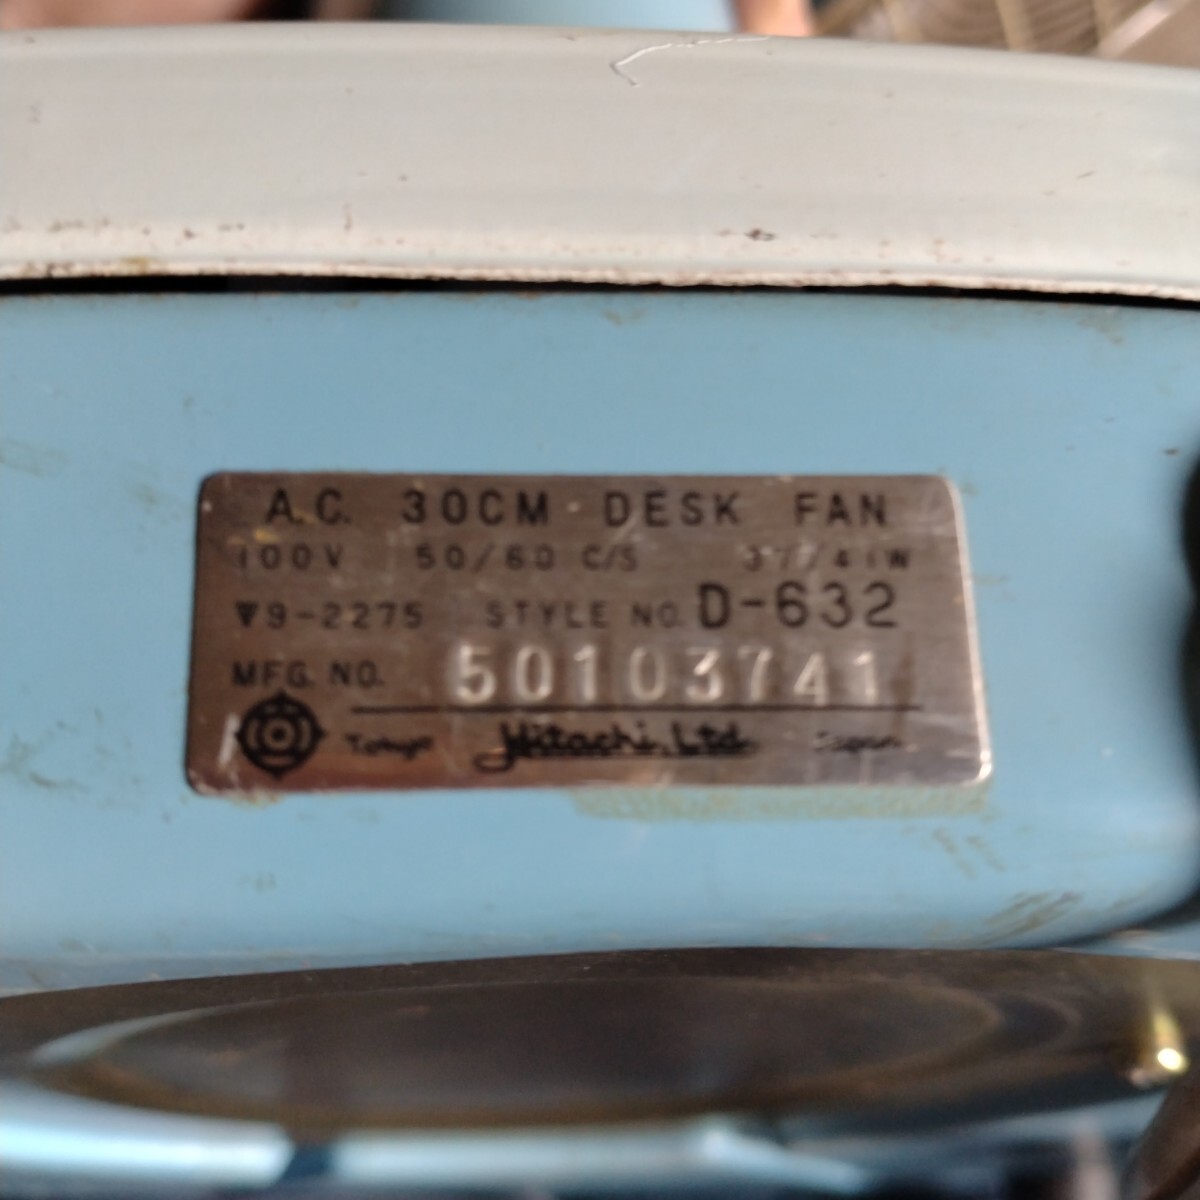 A.C. 30CM DESK FAN
100V 50/60 C/S 37/41W
▼9-2275 STYLE NO. D-632
MFG. NO. 50103741
Tokyo Hitachi, Ltd. Japan